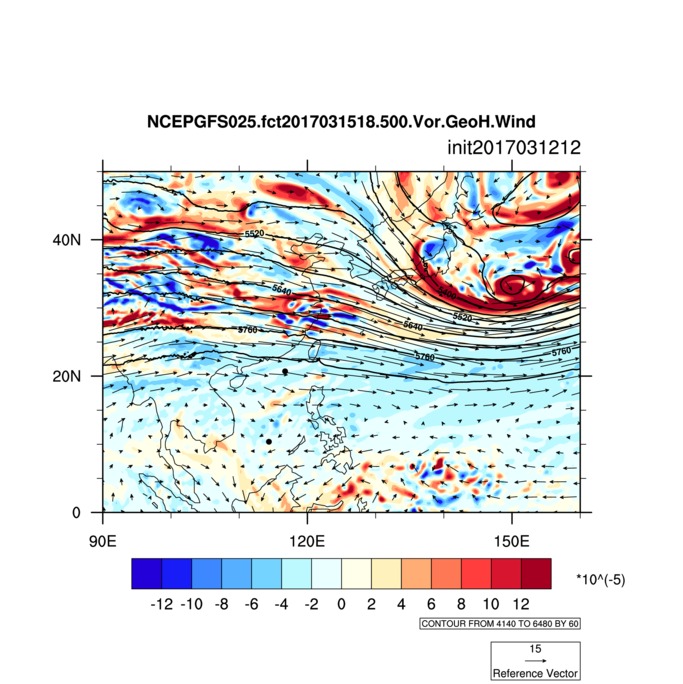 NCEPGFS025.fct2017031518.500.Vor.GeoH.Wind
init2017031212
40N
20N
0
5520
5640
5760
5520
5640
5760
5760
90E
120E
150E
-12 -10 -8 -6 -4 -2 0 2 4 6 8 10 12
*10^(-5)
CONTOUR FROM 4140 TO 6480 BY 60
15
Reference Vector